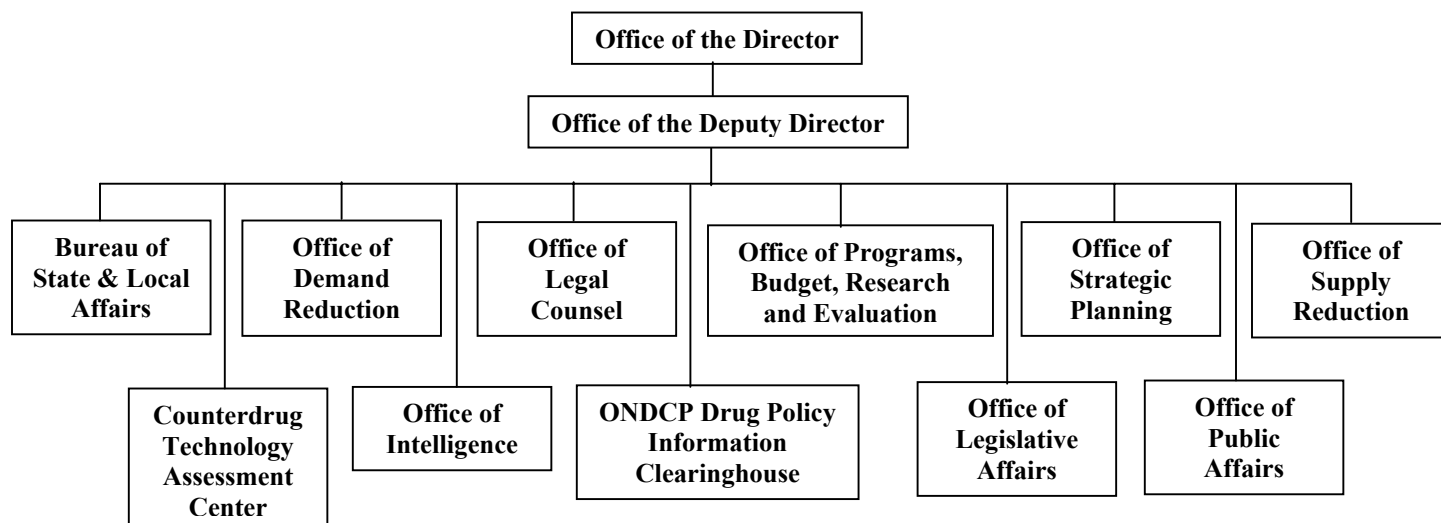 Office of the Director
Office of the Deputy Director
Bureau of
State & Local
Affairs
Office of
Demand
Reduction
Office of
Legal
Counsel
Office of Programs,
Budget, Research
and Evaluation
Office of
Strategic
Planning
Office of
Supply
Reduction
Counterdrug
Technology
Assessment
Center
Office of
Intelligence
ONDCP Drug Policy
Information
Clearinghouse
Office of
Legislative
Affairs
Office of
Public
Affairs